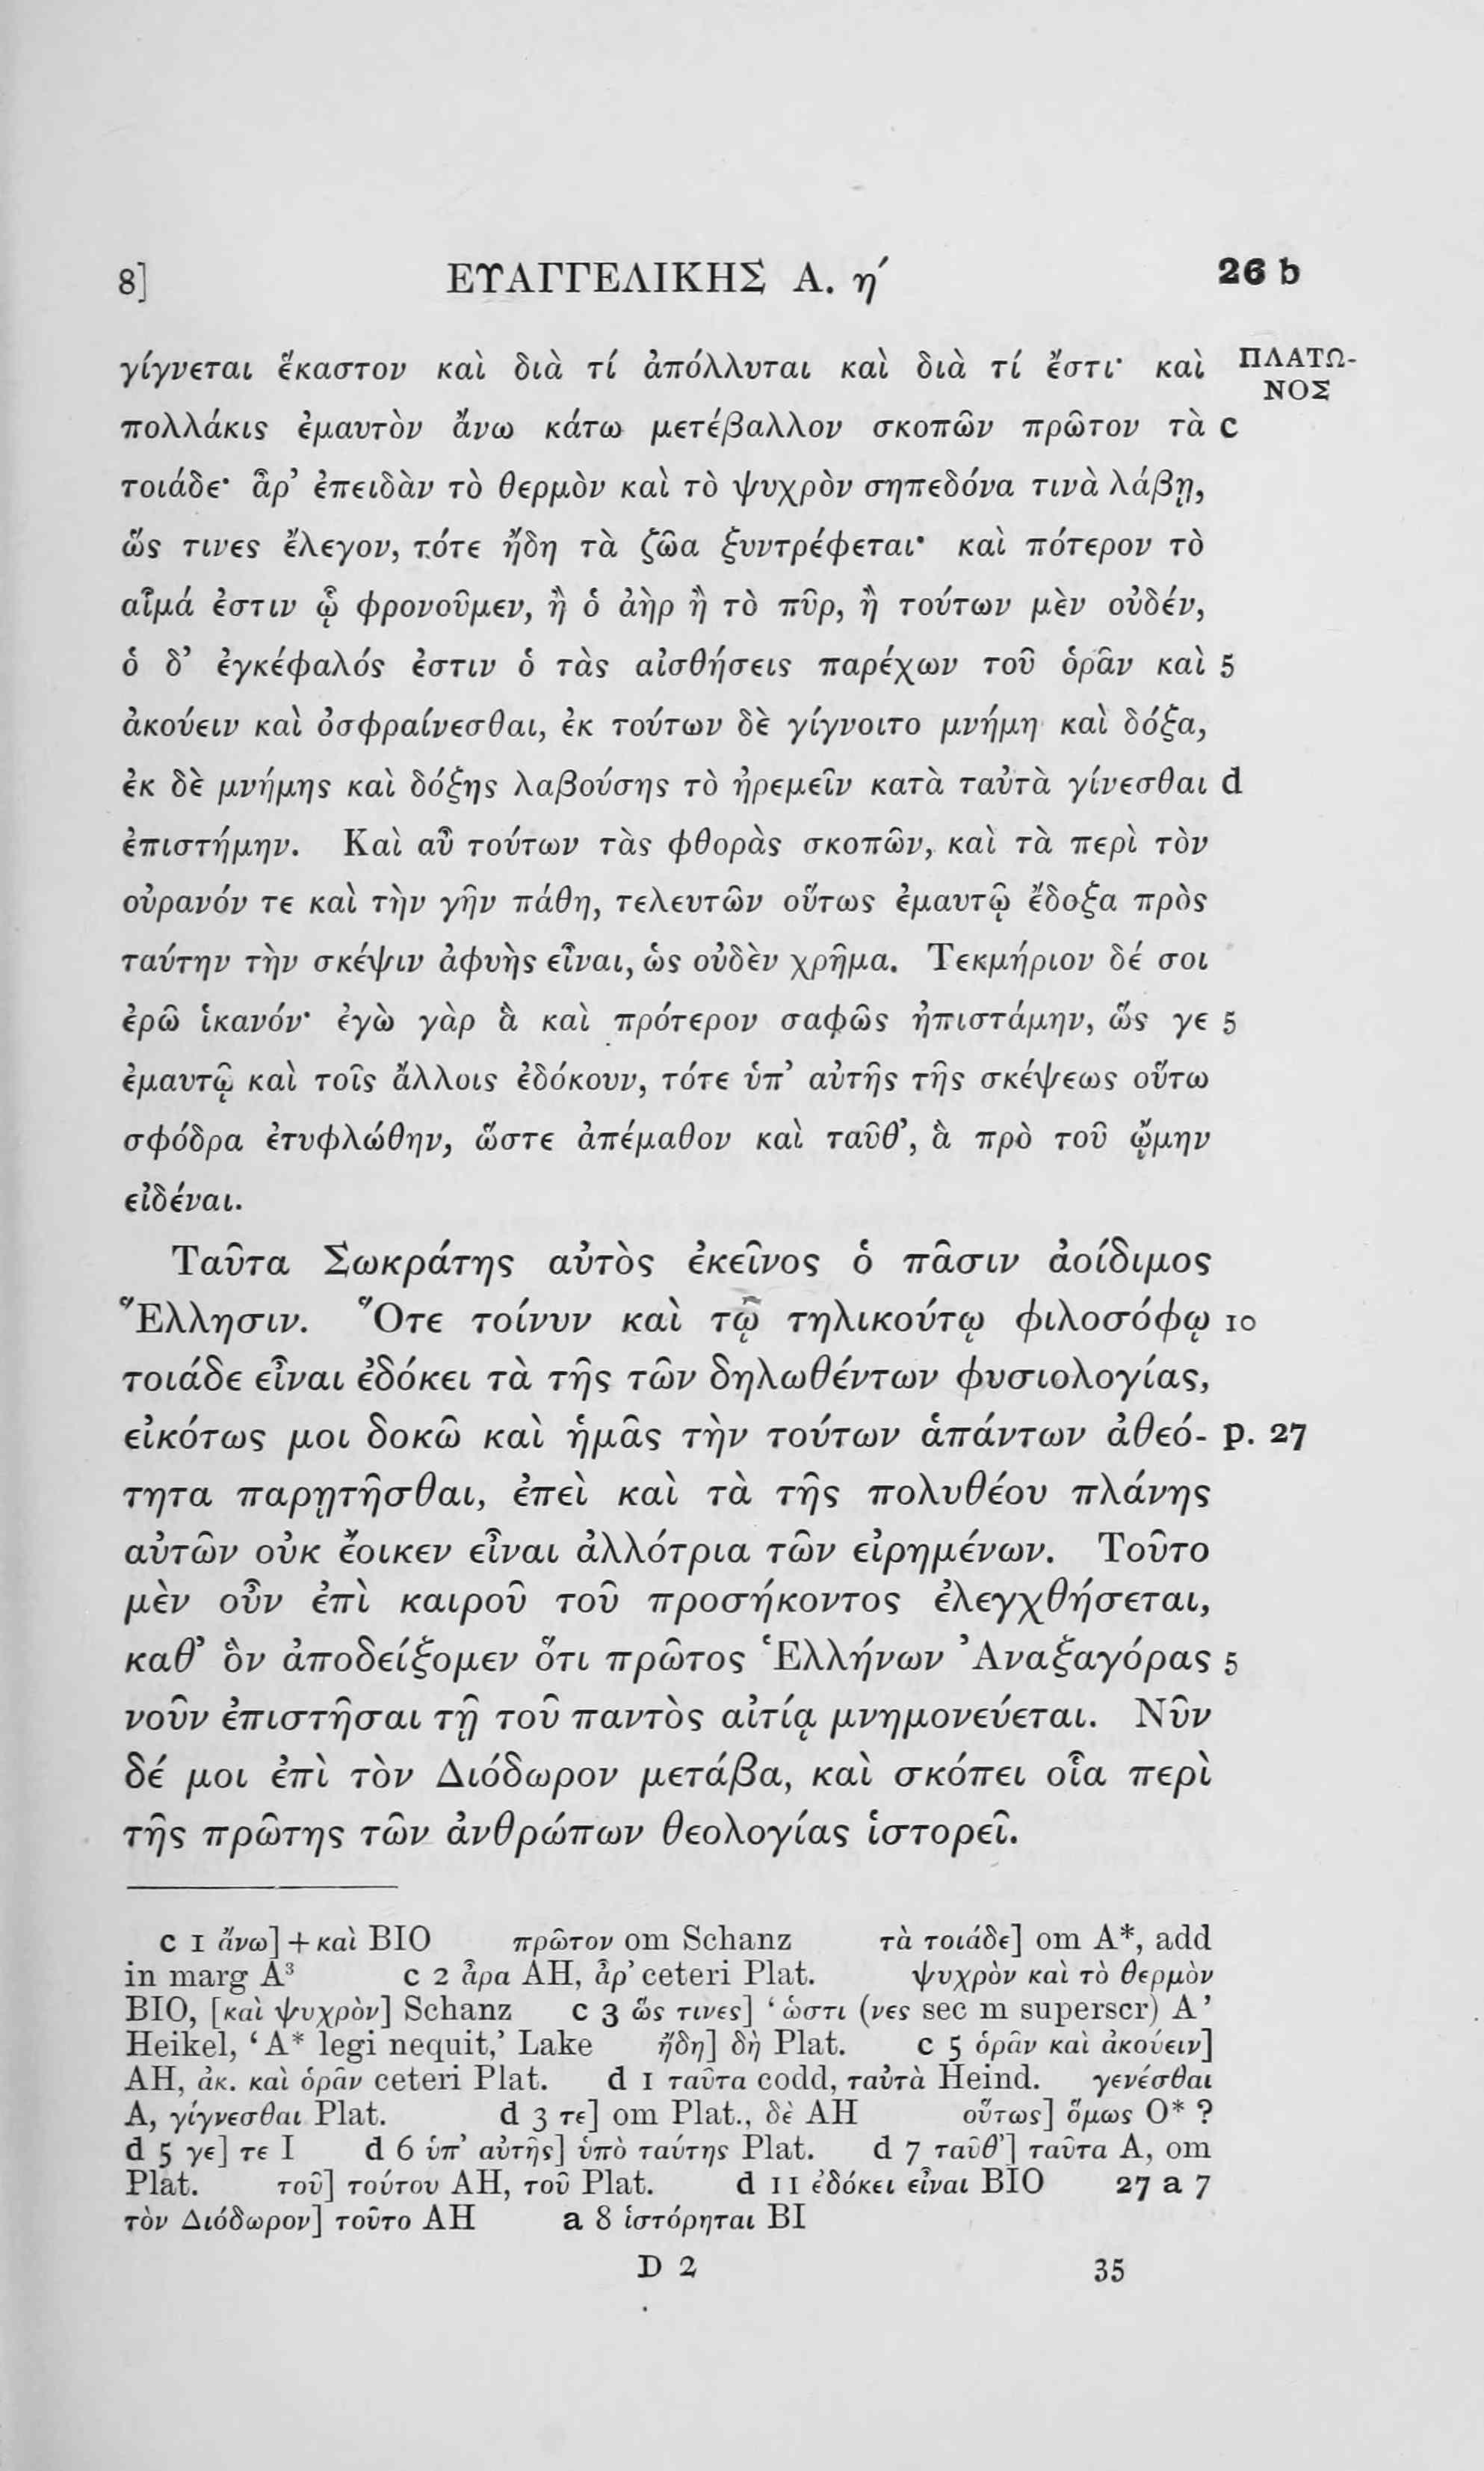 8] ΕΥΑΓΓΕΛΙΚΗΣ Α. η΄ 26 b
γίγνεται ἕκαστον καὶ διὰ τί ἀπόλλυται καὶ διὰ τί ἔστι· καὶ ΠΛΑΤΩ-
ΝΟΣ
πολλάκις ἐμαυτὸν ἄνω κάτω μετέβαλλον σκοπῶν πρῶτον τὰ c
τοιάδε· ἆρ’ ἐπειδὰν τὸ θερμὸν καὶ τὸ ψυχρὸν σηπεδόνα τινὰ λάβῃ,
ὥς τινες ἔλεγον, τότε ἤδη τὰ ζῶα ξυντρέφεται· καὶ πότερον τὸ
αἷμά ἐστιν ᾧ φρονοῦμεν, ἢ ὁ ἀὴρ ἢ τὸ πῦρ, ἢ τούτων μὲν οὐδέν,
ὁ δ’ ἐγκέφαλός ἐστιν ὁ τὰς αἰσθήσεις παρέχων τοῦ ὁρᾶν καὶ 5
ἀκούειν καὶ ὀσφραίνεσθαι, ἐκ τούτων δὲ γίγνοιτο μνήμη καὶ δόξα,
ἐκ δὲ μνήμης καὶ δόξης λαβούσης τὸ ἠρεμεῖν κατὰ ταὐτὰ γίνεσθαι d
ἐπιστήμην. Καὶ αὖ τούτων τὰς φθορὰς σκοπῶν, καὶ τὰ περὶ τὸν
οὐρανόν τε καὶ τὴν γῆν πάθη, τελευτῶν οὕτως ἐμαυτῷ ἔδοξα πρὸς
ταύτην τὴν σκέψιν ἀφυὴς εἶναι, ὡς οὐδὲν χρῆμα. Τεκμήριον δέ σοι
ἐρῶ ἱκανόν· ἐγὼ γὰρ ἃ καὶ πρότερον σαφῶς ἠπιστάμην, ὥς γε 5
ἐμαυτῷ καὶ τοῖς ἄλλοις ἐδόκουν, τότε ὑπ’ αὐτῆς τῆς σκέψεως οὕτω
σφόδρα ἐτυφλώθην, ὥστε ἀπέμαθον καὶ ταῦθ’, ἃ πρὸ τοῦ ᾤμην
εἰδέναι.
Ταῦτα Σωκράτης αὐτὸς ἐκεῖνος ὁ πᾶσιν ἀοίδιμος
Ἕλλησιν. Ὅτε τοίνυν καὶ τῷ τηλικούτῳ φιλοσόφῳ 10
τοιάδε εἶναι ἐδόκει τὰ τῆς τῶν δηλωθέντων φυσιολογίας,
εἰκότως μοι δοκῶ καὶ ἡμᾶς τὴν τούτων ἁπάντων ἀθεό- p. 27
τητα παρῃτῆσθαι, ἐπεὶ καὶ τὰ τῆς πολυθέου πλάνης
αὐτῶν οὐκ ἔοικεν εἶναι ἀλλότρια τῶν εἰρημένων. Τοῦτο
μὲν οὖν ἐπὶ καιροῦ τοῦ προσήκοντος ἐλεγχθήσεται,
καθ’ ὃν ἀποδείξομεν ὅτι πρῶτος Ἑλλήνων Ἀναξαγόρας 5
νοῦν ἐπιστῆσαι τῇ τοῦ παντὸς αἰτίᾳ μνημονεύεται. Νῦν
δέ μοι ἐπὶ τὸν Διόδωρον μετάβα, καὶ σκόπει οἷα περὶ
τῆς πρῶτης τῶν ἀνθρώπων θεολογίας ἱστορεῖ.
c 1 ἄνω] + καὶ BIO πρῶτον om Schanz τὰ τοιάδε] om A*, add
in marg A³ c 2 ἆρα AH, ἆρ’ ceteri Plat. ψυχρὸν καὶ τὸ θερμὸν
BIO, [καὶ ψυχρὸν] Schanz c 3 ὥς τινες] ‘ὡστι (νες sec m superscr) A’
Heikel, ‘A* legi nequit,’ Lake ἤδη] δὴ Plat. c 5 ὁρᾶν καὶ ἀκούειν]
AH, ἀκ. καὶ ὁρᾶν ceteri Plat. d 1 ταῦτα codd, ταὐτὰ Heind. γενέσθαι
A, γίγνεσθαι Plat. d 3 τε] om Plat., δὲ AH οὕτως] ὅμως O* ?
d 5 γε] τε I d 6 ὑπ’ αὐτῆς] ὑπὸ ταύτης Plat. d 7 ταῦθ’] ταῦτα A, om
Plat. τοῦ] τούτου AH, τοῦ Plat. d 11 ἐδόκει εἶναι BIO 27 a 7
τὸν Διόδωρον] τοῦτο AH a 8 ἱστόρηται BI
D 2 35